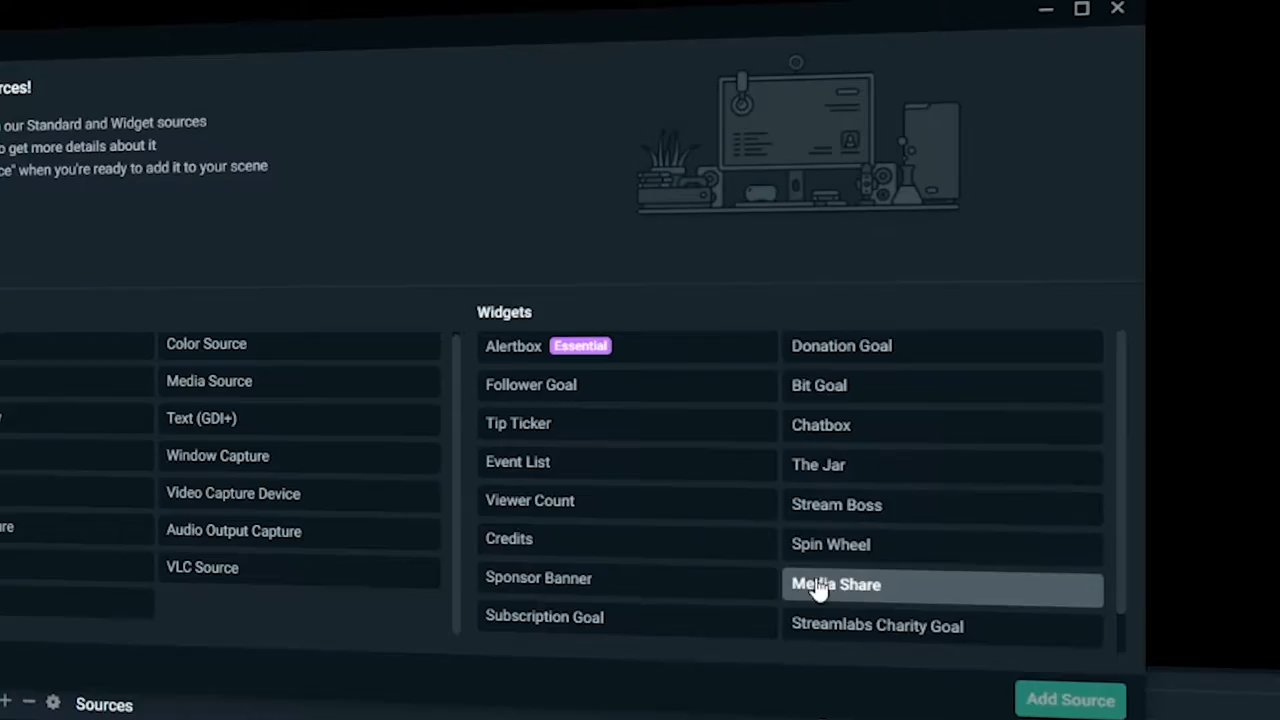 rces!
our Standard and Widget sources
to get more details about it
ce" when you're ready to add it to your scene
Widgets
Color Source
Media Source
Text (GDI+)
Window Capture
Video Capture Device
re
Audio Output Capture
VLC Source
Alertbox Essential
Follower Goal
Tip Ticker
Event List
Viewer Count
Credits
Sponsor Banner
Subscription Goal
Donation Goal
Bit Goal
Chatbox
The Jar
Stream Boss
Spin Wheel
Media Share
Streamlabs Charity Goal
Sources
Add Source